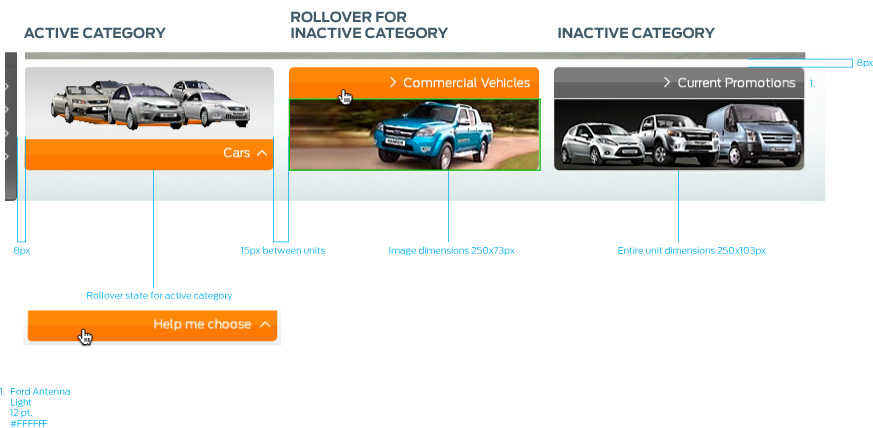 ACTIVE CATEGORY
ROLLOVER FOR
INACTIVE CATEGORY
INACTIVE CATEGORY
8px
Commercial Vehicles
Current Promotions
1.
Cars
8px
15px between units
Image dimensions 250x73px
Entire unit dimensions 250x103px
Rollover state for active category
Help me choose
1. Ford Antenna
Light
12 pt.
#FFFFFF